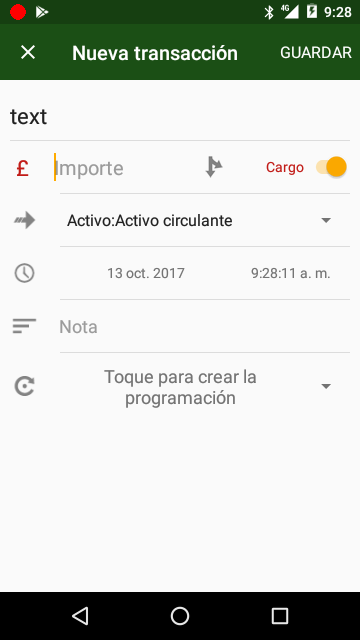 4G 9:28
Nueva transacción GUARDAR
text
£ Importe Cargo
Activo:Activo circulante
13 oct. 2017 9:28:11 a. m.
Nota
Toque para crear la
programación